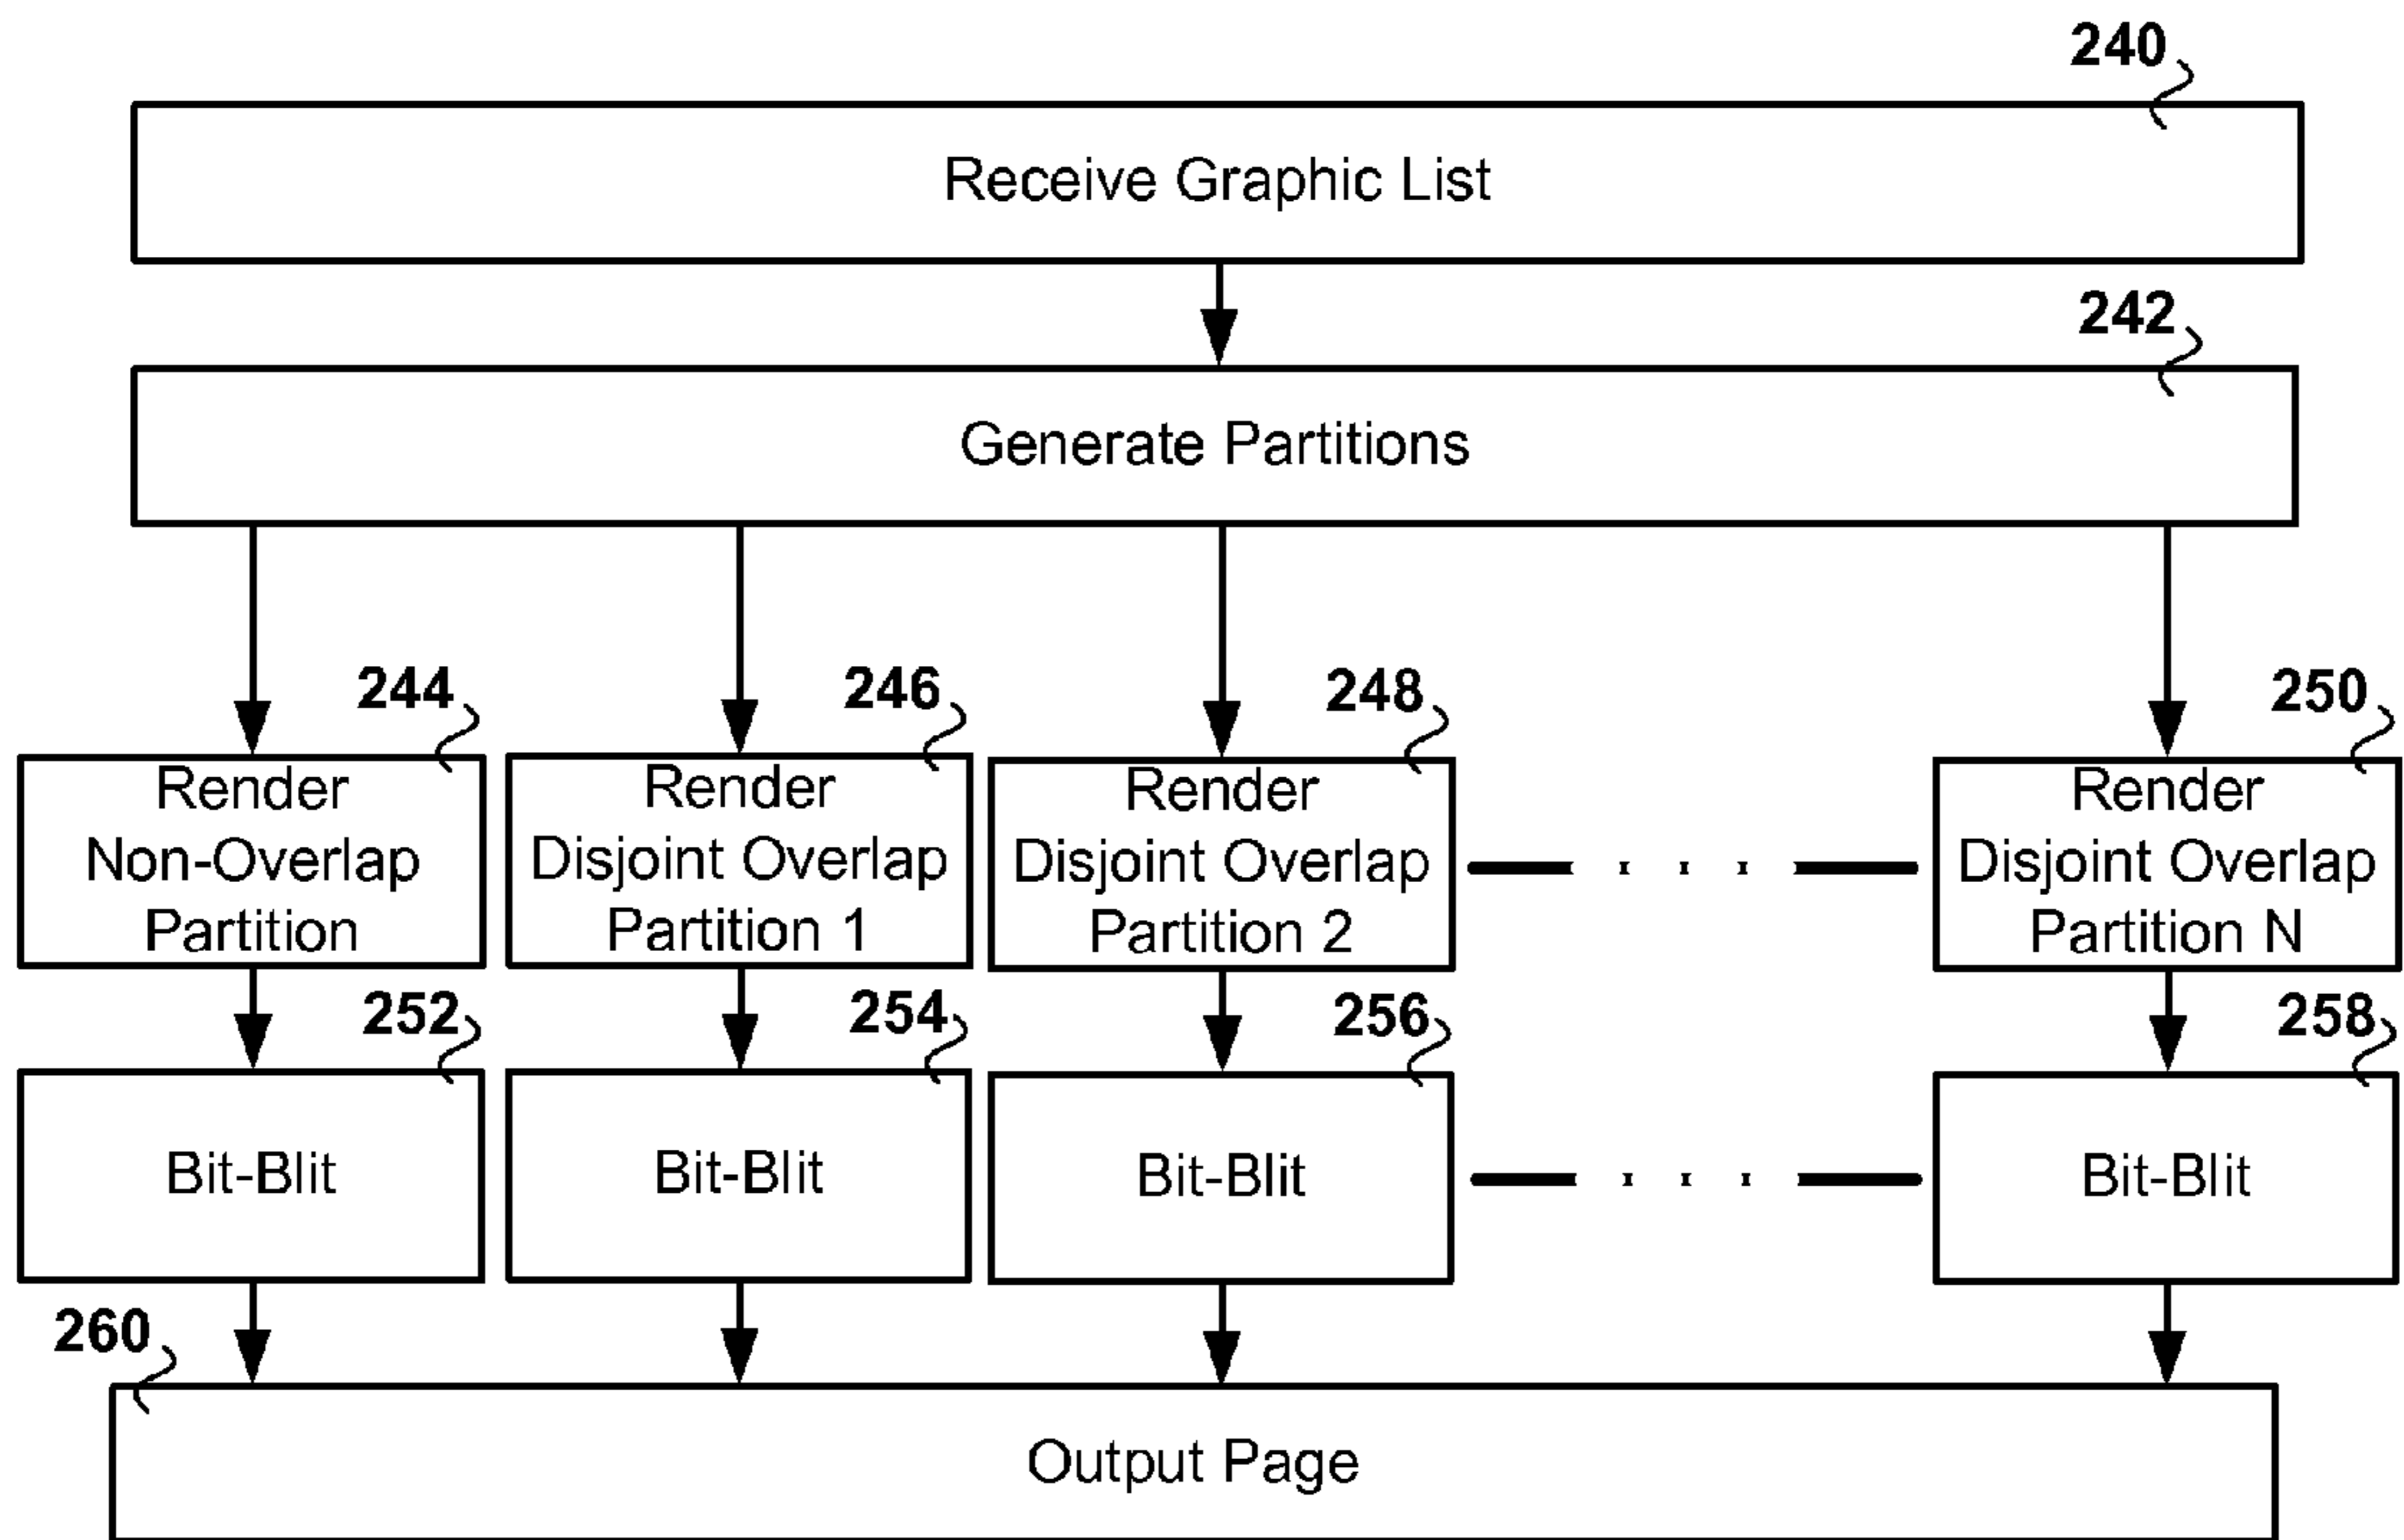 240
Receive Graphic List
242
Generate Partitions
244
246
248
250
Render
Non-Overlap
Partition
Render
Disjoint Overlap
Partition 1
Render
Disjoint Overlap
Partition 2
Render
Disjoint Overlap
Partition N
252
254
256
258
Bit-Blit
Bit-Blit
Bit-Blit
Bit-Blit
260
Output Page